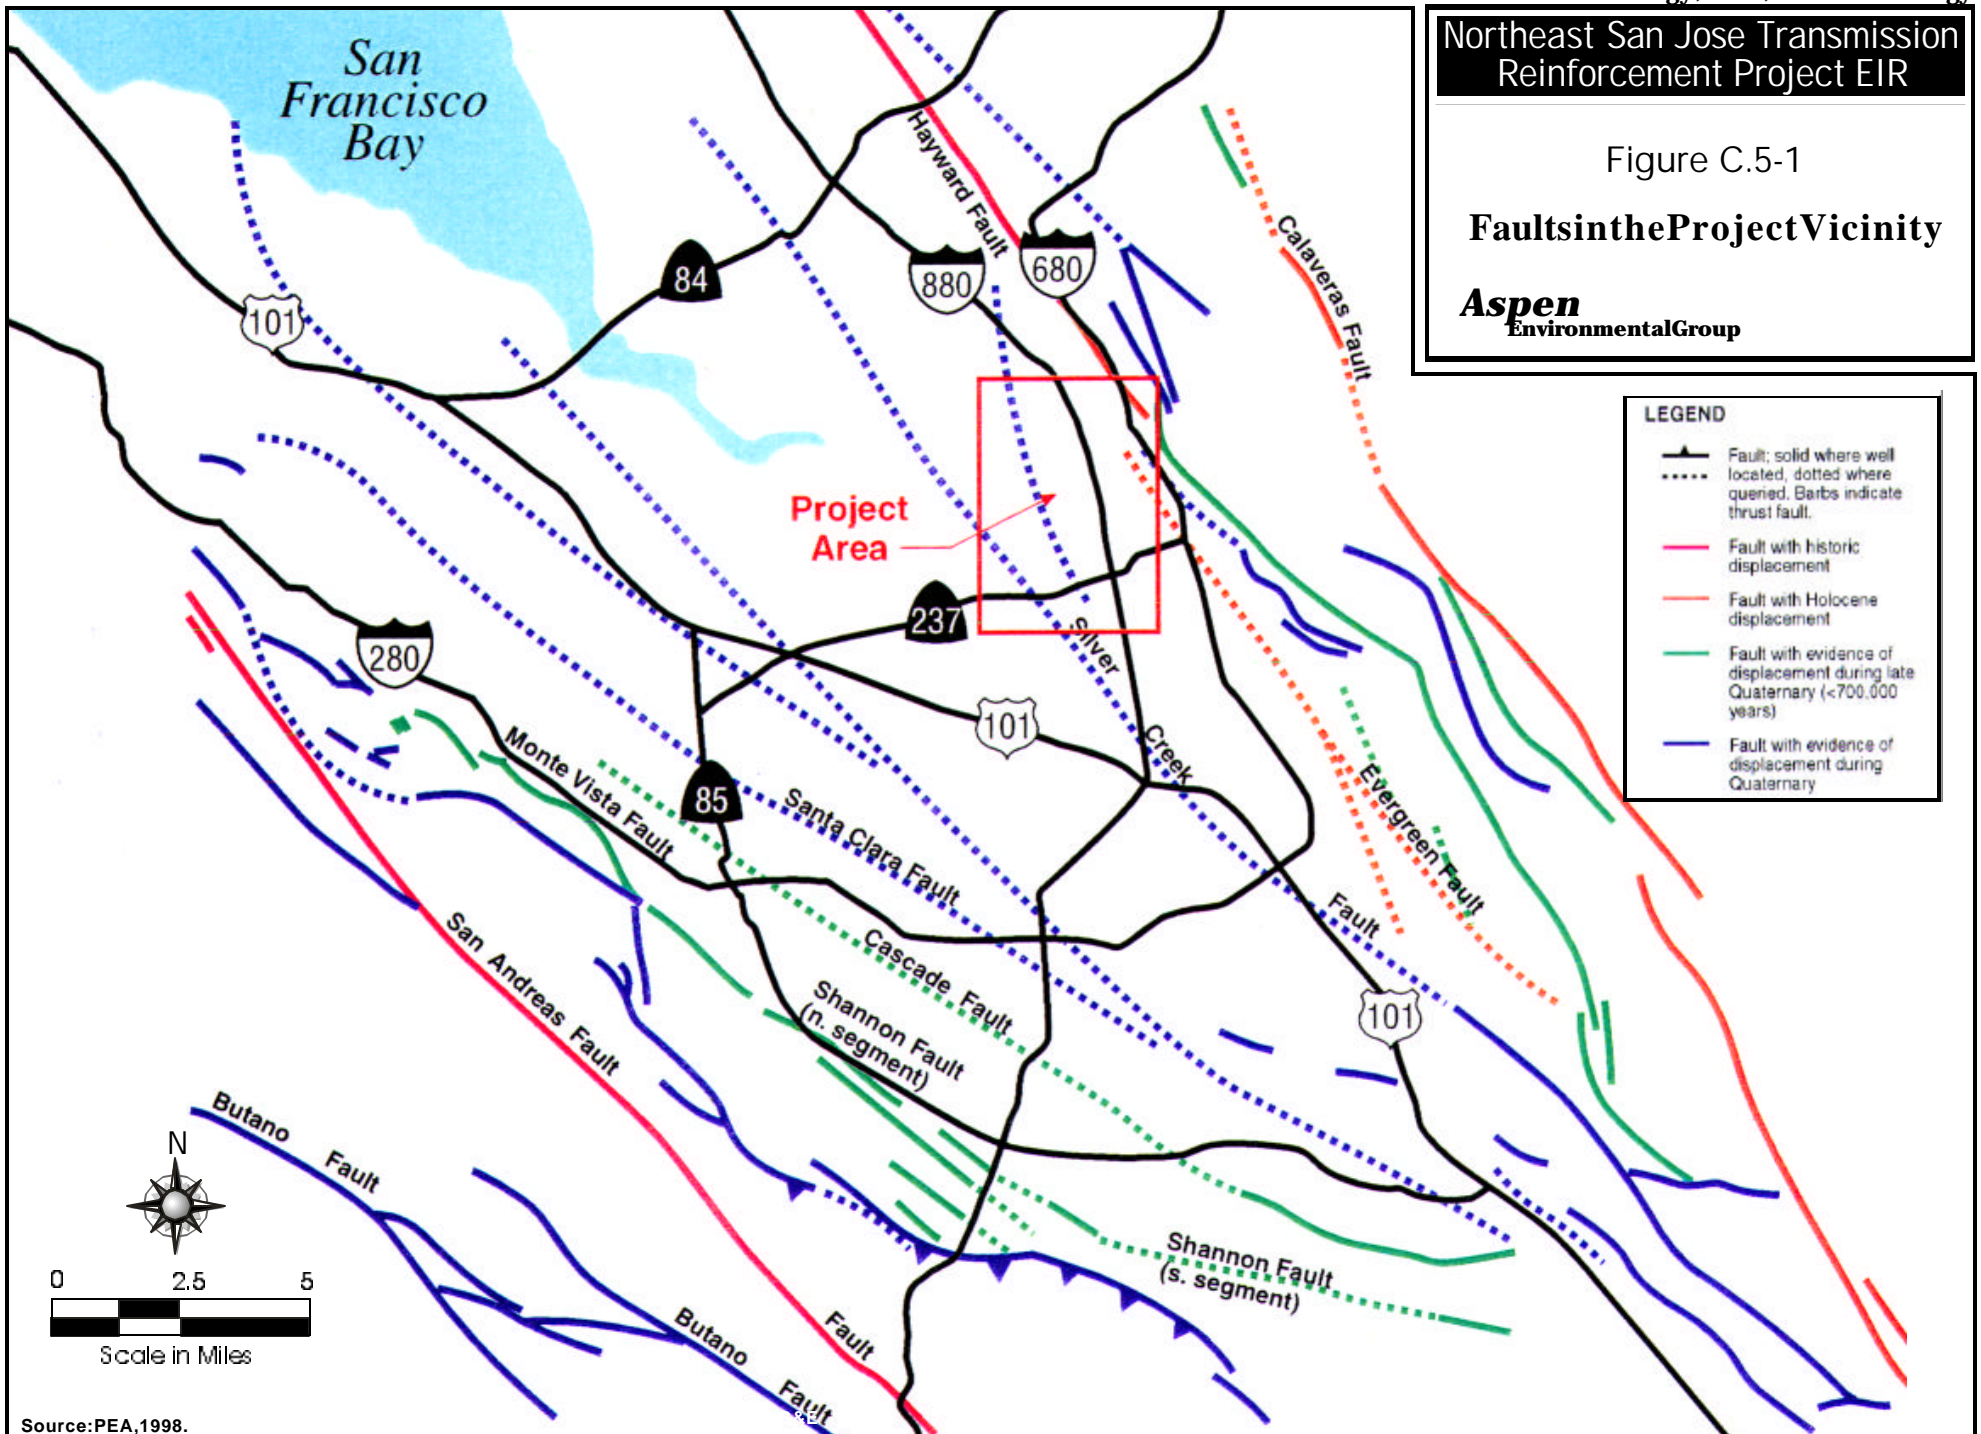 Northeast San Jose Transmission
Reinforcement Project EIR
Figure C.5-1
FaultsintheProjectVicinity
Aspen
EnvironmentalGroup
LEGEND
Fault; solid where well
located, dotted where
queried. Barbs indicate
thrust fault.
Fault with historic
displacement
Fault with Holocene
displacement
Fault with evidence of
displacement during late
Quaternary (<700,000
years)
Fault with evidence of
displacement during
Quaternary
San
Francisco
Bay
Hayward Fault
Calaveras Fault
84
880
680
101
Project
Area
237
280
Silver
Creek
Fault
101
85
Monte Vista Fault
Santa Clara Fault
Evergreen Fault
Cascade Fault
San Andreas Fault
Fault
Shannon Fault
(n. segment)
101
Butano
Fault
Shannon Fault
(s. segment)
Butano
Fault
N
0 2.5 5
Scale in Miles
Source:PEA,1998.